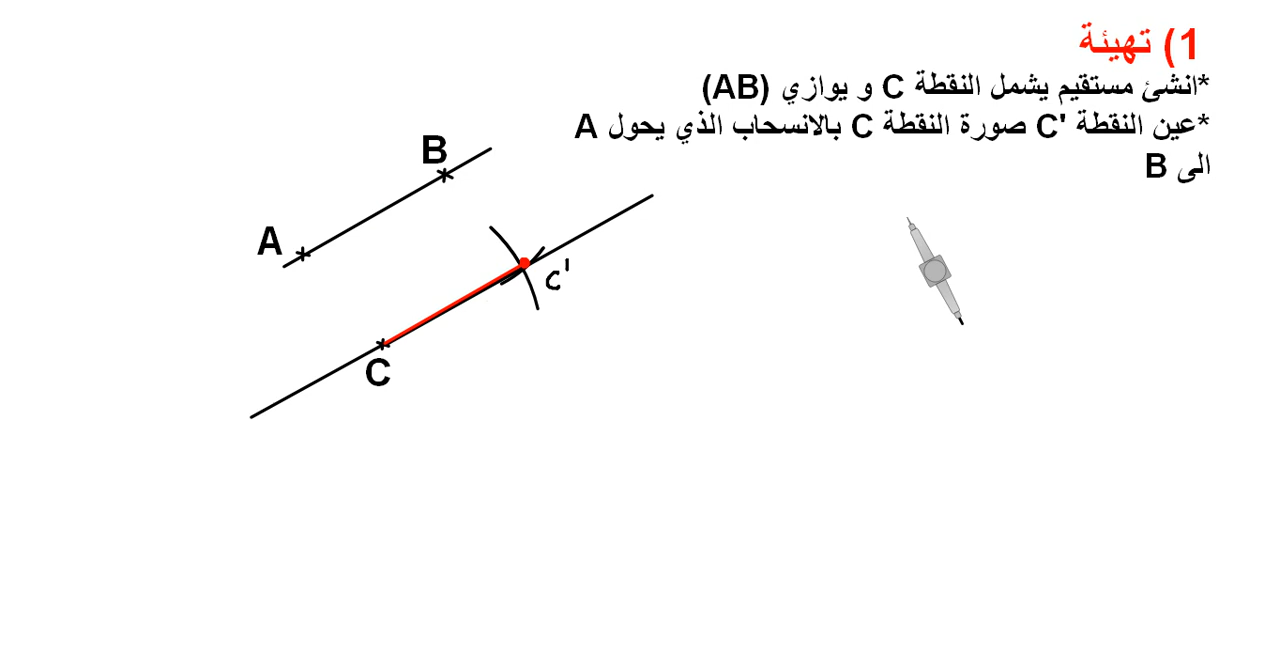 1) تهيئة
*انشئ مستقيم يشمل النقطة C و يوازي (AB)
*عين النقطة C' صورة النقطة C بالانسحاب الذي يحول A
الى B
B
A
C'
C